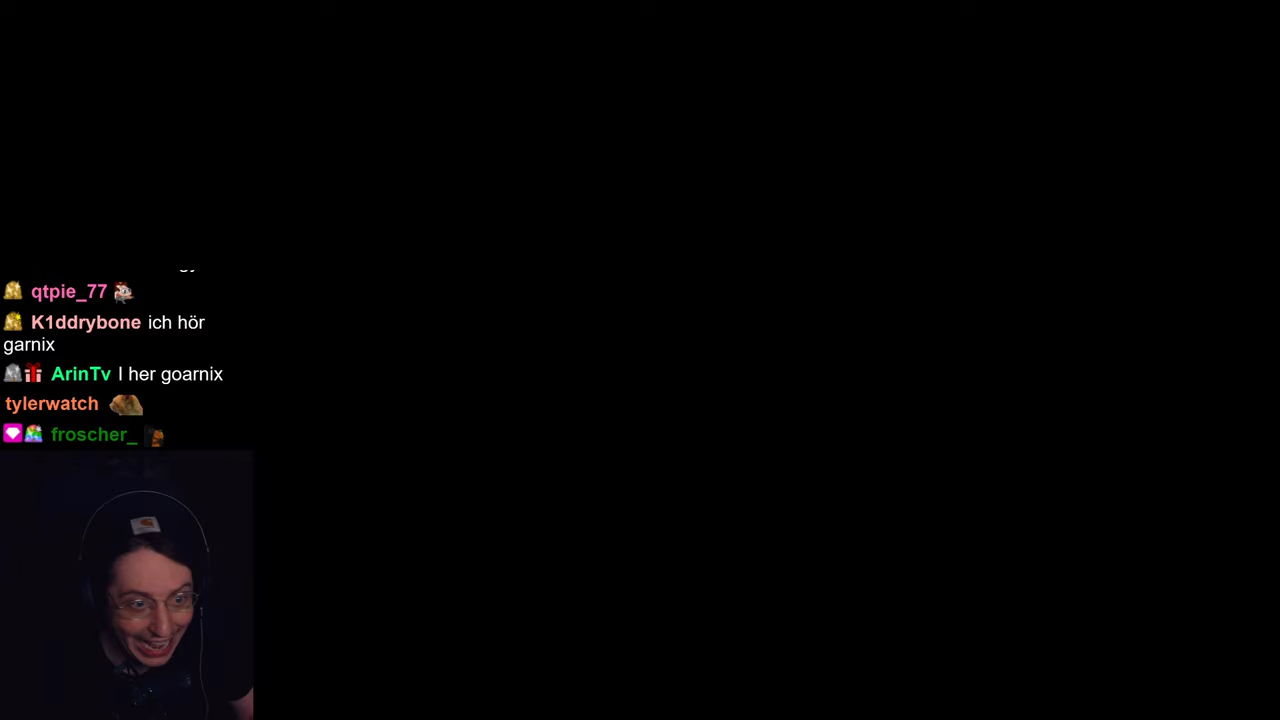 qtpie_77
K1ddrybone ich hör
garnix
ArinTv I her goarnix
tylerwatch
froscher_